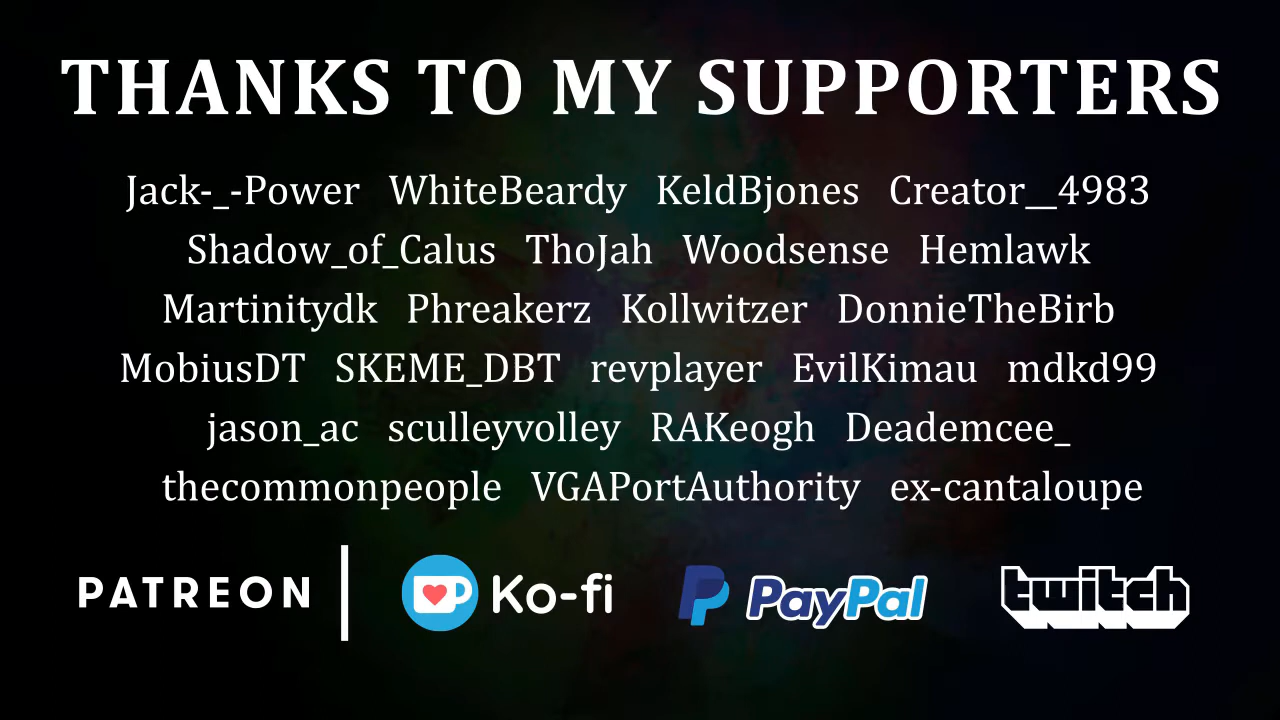 THANKS TO MY SUPPORTERS
Jack-_-Power WhiteBeardy KeldBjones Creator__4983
Shadow_of_Calus ThoJah Woodsense Hemlawk
Martinitydk Phreakerz Kollwitzer DonnieTheBirb
MobiusDT SKEME_DBT revplayer EvilKimau mdkd99
jason_ac sculleyvolley RAKeogh Deademcee_
thecommonpeople VGAPortAuthority ex-cantaloupe
PATREON Ko-fi PayPal twitch